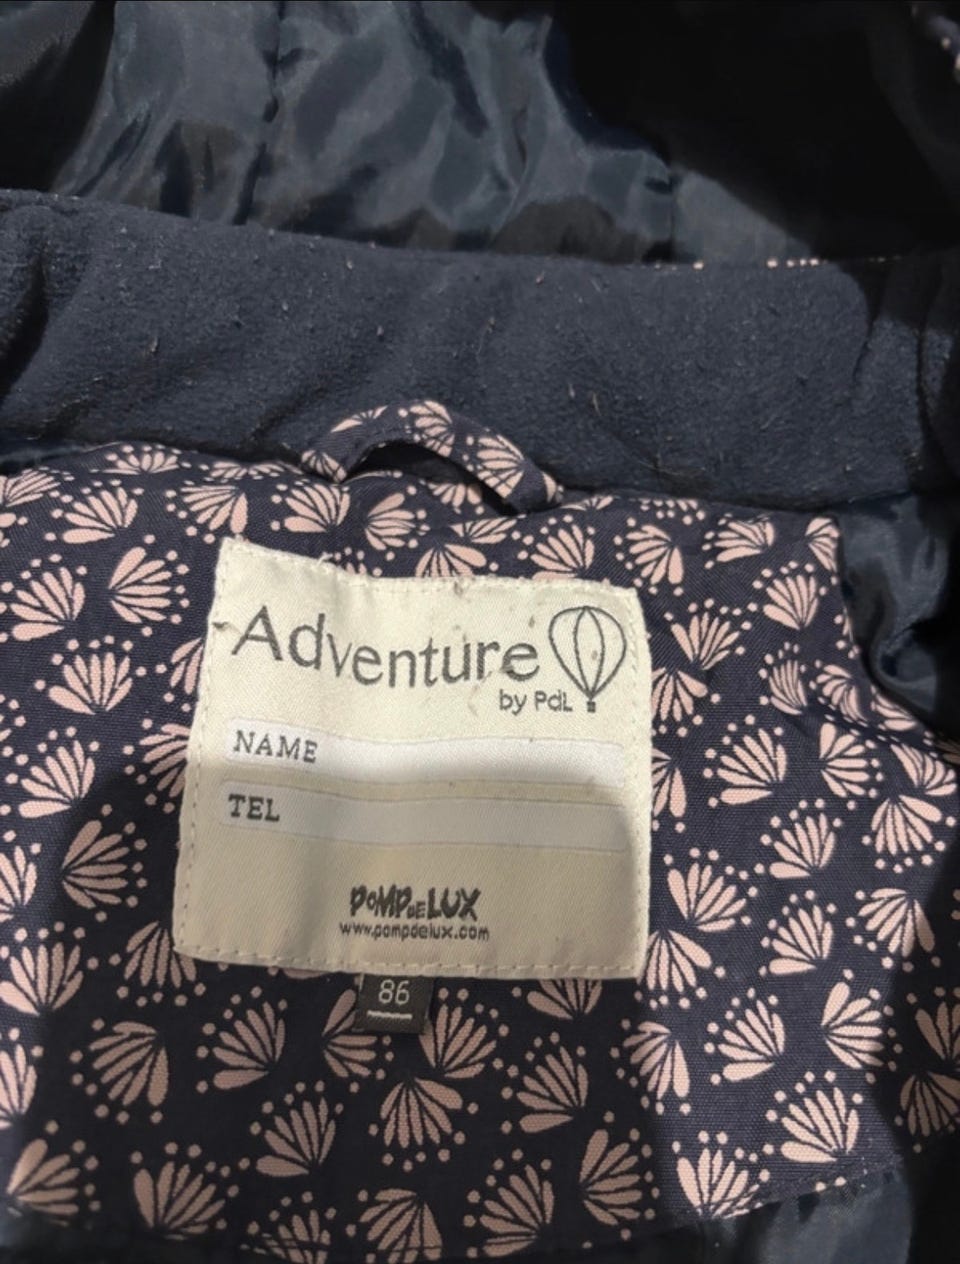 Adventure
by PdL
NAME
TEL
POMPdeLUX
www.pompdelux.com
86